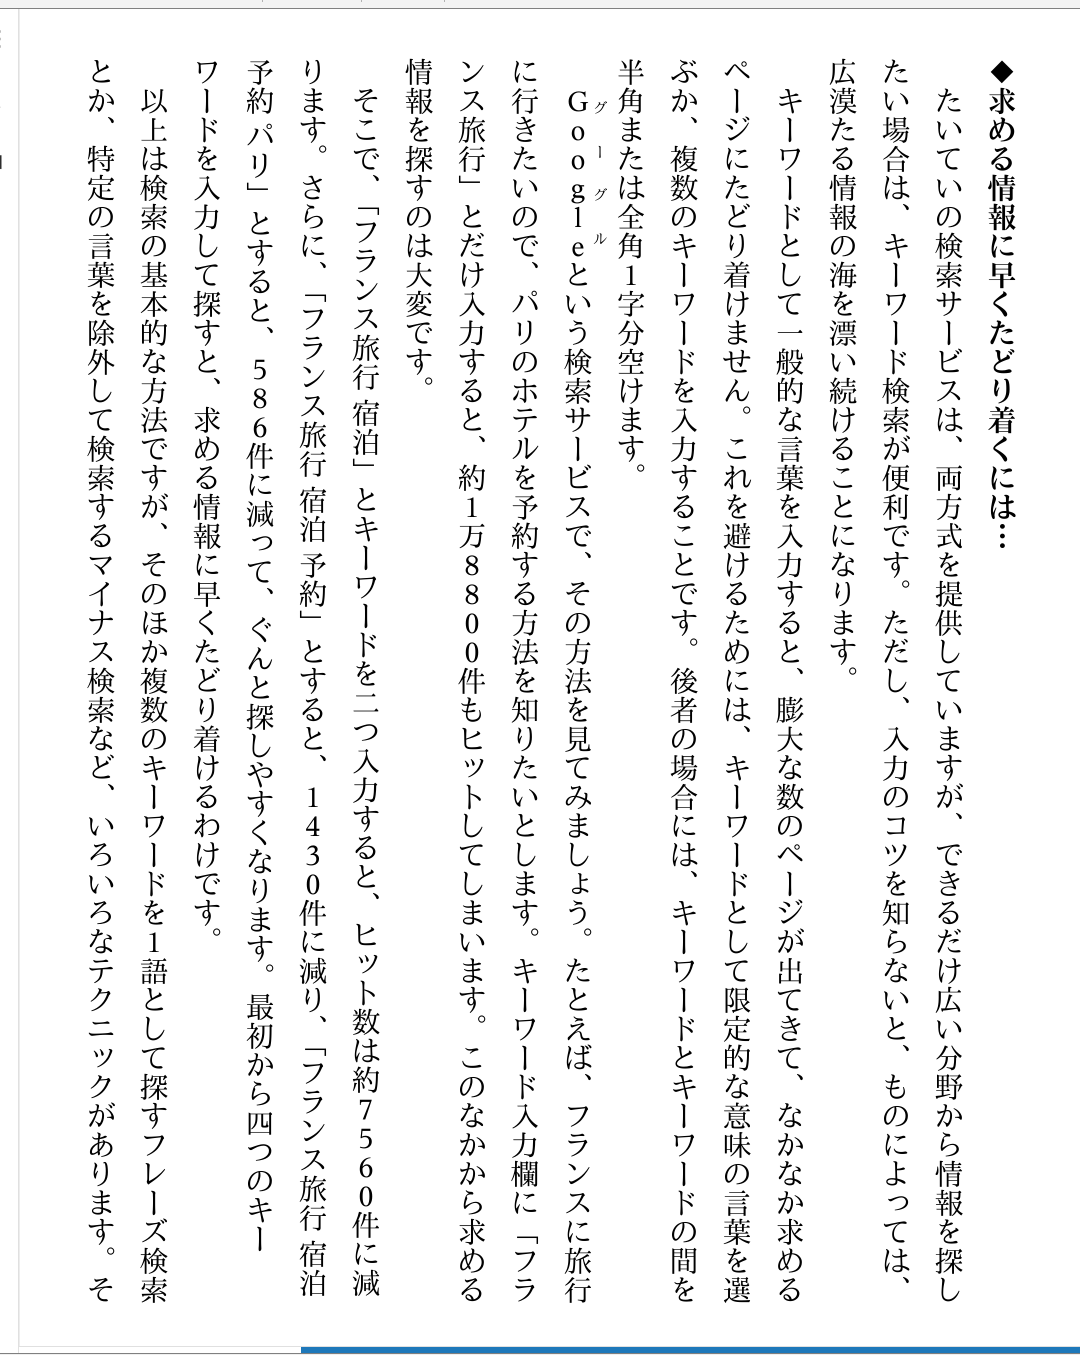 ◆求める情報に早くたどり着くには…
　たいていの検索サービスは、両方式を提供していますが、できるだけ広い分野から情報を探し
たい場合は、キーワード検索が便利です。ただし、入力のコツを知らないと、ものによっては、
広漠たる情報の海を漂い続けることになります。
　キーワードとして一般的な言葉を入力すると、膨大な数のページが出てきて、なかなか求める
ページにたどり着けません。これを避けるためには、キーワードとして限定的な意味の言葉を選
ぶか、複数のキーワードを入力することです。後者の場合には、キーワードとキーワードの間を
半角または全角1字分空けます。
グーグル
　Googleという検索サービスで、その方法を見てみましょう。たとえば、フランスに旅行
に行きたいので、パリのホテルを予約する方法を知りたいとします。キーワード入力欄に「フラ
ンス旅行」とだけ入力すると、約1万8800件もヒットしてしまいます。このなかから求める
情報を探すのは大変です。
　そこで、「フランス旅行 宿泊」とキーワードを二つ入力すると、ヒット数は約7560件に減
ります。さらに、「フランス旅行 宿泊 予約」とすると、1430件に減り、「フランス旅行 宿泊
予約 パリ」とすると、586件に減って、ぐんと探しやすくなります。最初から四つのキー
ワードを入力して探すと、求める情報に早くたどり着けるわけです。
　以上は検索の基本的な方法ですが、そのほか複数のキーワードを1語として探すフレーズ検索
とか、特定の言葉を除外して検索するマイナス検索など、いろいろなテクニックがあります。そ